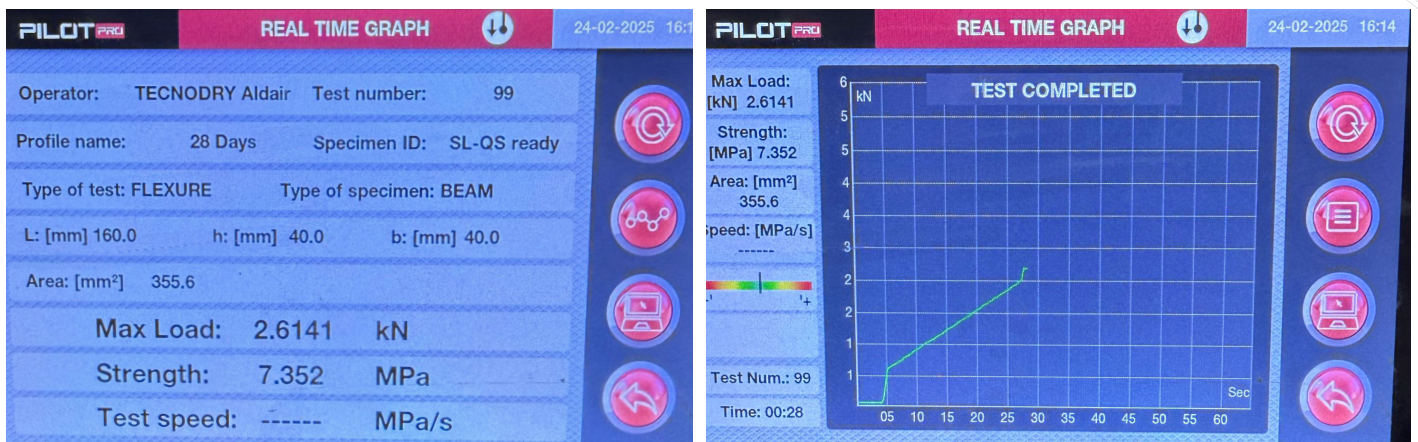 PILOT PRO REAL TIME GRAPH 24-02-2025 16:1
Operator: TECNODRY Aldair Test number: 99
Profile name: 28 Days Specimen ID: SL-QS ready
Type of test: FLEXURE Type of specimen: BEAM
L: [mm] 160.0 h: [mm] 40.0 b: [mm] 40.0
Area: [mm²] 355.6
Max Load: 2.6141 kN
Strength: 7.352 MPa
Test speed: ------ MPa/s
PILOT PRO REAL TIME GRAPH 24-02-2025 16:14
Max Load:
[kN] 2.6141
Strength:
[MPa] 7.352
Area: [mm²]
355.6
Speed: [MPa/s]
------
-' '+
Test Num.: 99
Time: 00:28
TEST COMPLETED
kN
6
5
5
4
4
3
2
2
1
1
Sec
05 10 15 20 25 30 35 40 45 50 55 60